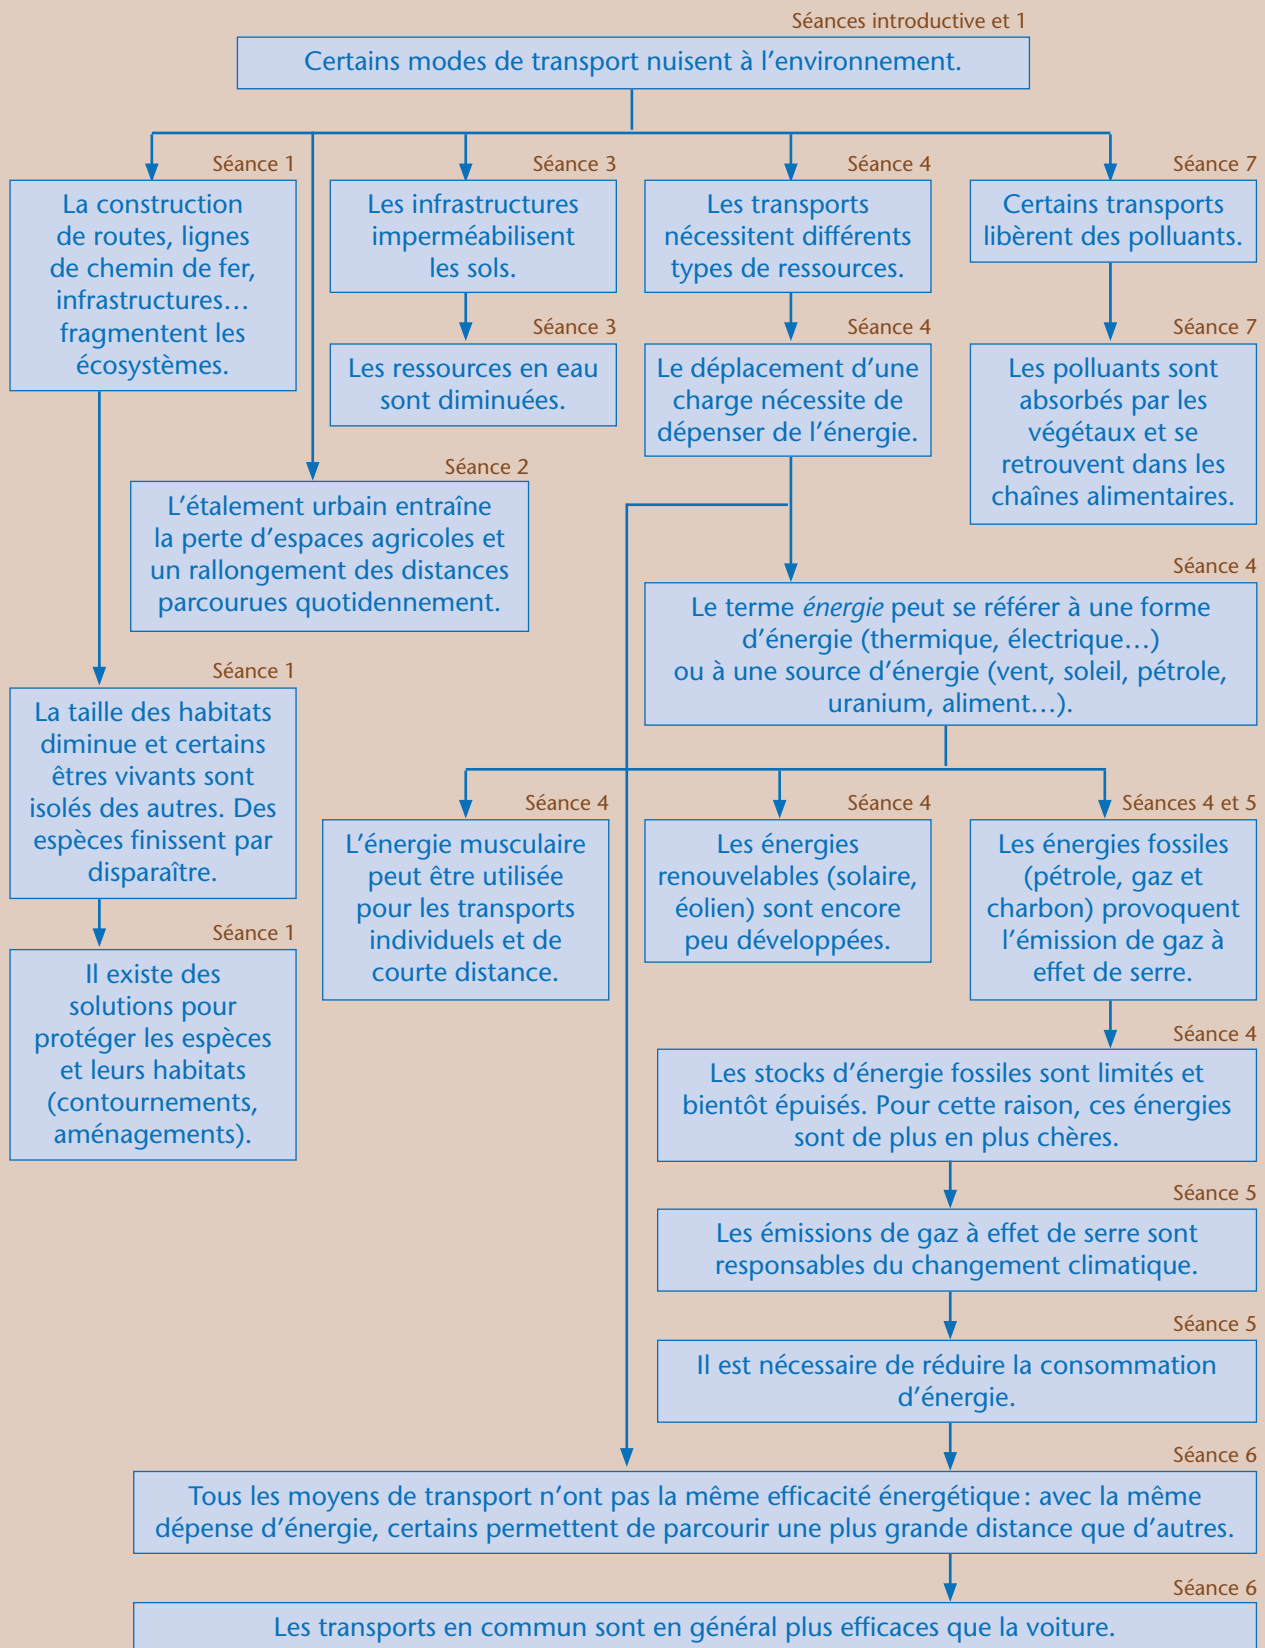 Séances introductive et 1
Certains modes de transport nuisent à l’environnement.
Séance 1
La construction
de routes, lignes
de chemin de fer,
infrastructures…
fragmentent les
écosystèmes.
Séance 3
Les infrastructures
imperméabilisent
les sols.
Séance 4
Les transports
nécessitent différents
types de ressources.
Séance 7
Certains transports
libèrent des polluants.
Séance 3
Les ressources en eau
sont diminuées.
Séance 4
Le déplacement d’une
charge nécessite de
dépenser de l’énergie.
Séance 7
Les polluants sont
absorbés par les
végétaux et se
retrouvent dans les
chaînes alimentaires.
Séance 2
L’étalement urbain entraîne
la perte d’espaces agricoles et
un rallongement des distances
parcourues quotidennement.
Séance 4
Le terme énergie peut se référer à une forme
d’énergie (thermique, électrique…)
ou à une source d’énergie (vent, soleil, pétrole,
uranium, aliment…).
Séance 1
La taille des habitats
diminue et certains
êtres vivants sont
isolés des autres. Des
espèces finissent par
disparaître.
Séance 4
L’énergie musculaire
peut être utilisée
pour les transports
individuels et de
courte distance.
Séance 4
Les énergies
renouvelables (solaire,
éolien) sont encore
peu développées.
Séances 4 et 5
Les énergies fossiles
(pétrole, gaz et
charbon) provoquent
l’émission de gaz à
effet de serre.
Séance 1
Il existe des
solutions pour
protéger les espèces
et leurs habitats
(contournements,
aménagements).
Séance 4
Les stocks d’énergie fossiles sont limités et
bientôt épuisés. Pour cette raison, ces énergies
sont de plus en plus chères.
Séance 5
Les émissions de gaz à effet de serre sont
responsables du changement climatique.
Séance 5
Il est nécessaire de réduire la consommation
d’énergie.
Séance 6
Tous les moyens de transport n’ont pas la même efficacité énergétique : avec la même
dépense d’énergie, certains permettent de parcourir une plus grande distance que d’autres.
Séance 6
Les transports en commun sont en général plus efficaces que la voiture.